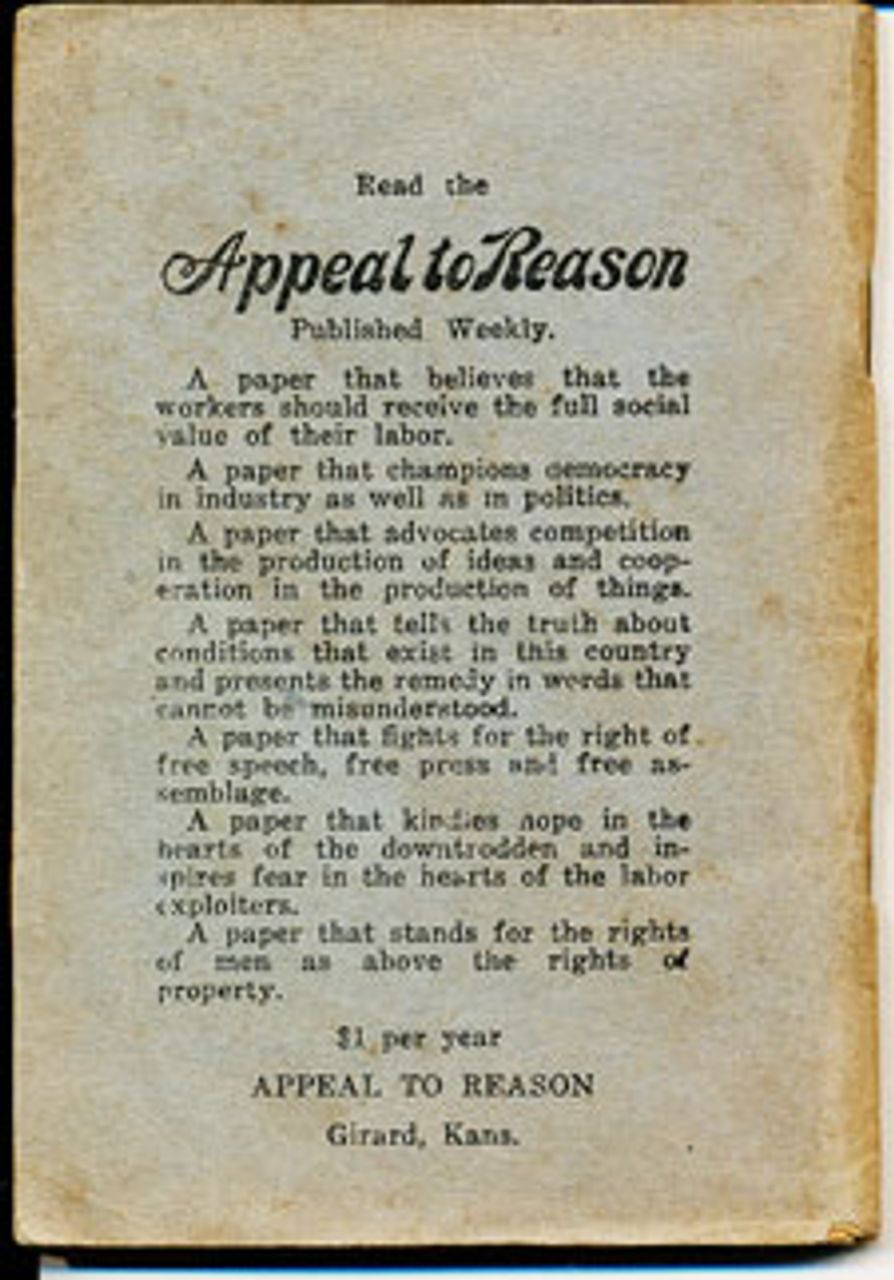 Read the
Appeal to Reason
Published Weekly.
A paper that believes that the
workers should receive the full social
value of their labor.
A paper that champions democracy
in industry as well as in politics.
A paper that advocates competition
in the production of ideas and coop-
eration in the production of things.
A paper that tells the truth about
conditions that exist in this country
and presents the remedy in words that
cannot be misunderstood.
A paper that fights for the right of
free speech, free press and free as-
semblage.
A paper that kindles hope in the
hearts of the downtrodden and in-
spires fear in the hearts of the labor
exploiters.
A paper that stands for the rights
of men as above the rights of
property.
$1 per year
APPEAL TO REASON
Girard, Kans.